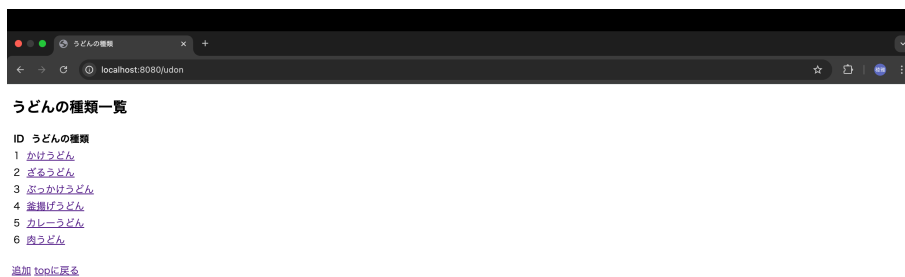 うどんの種類
localhost:8080/udon
うどんの種類一覧
ID うどんの種類
1 かけうどん
2 ざるうどん
3 ぶっかけうどん
4 釜揚げうどん
5 カレーうどん
6 肉うどん
追加 topに戻る